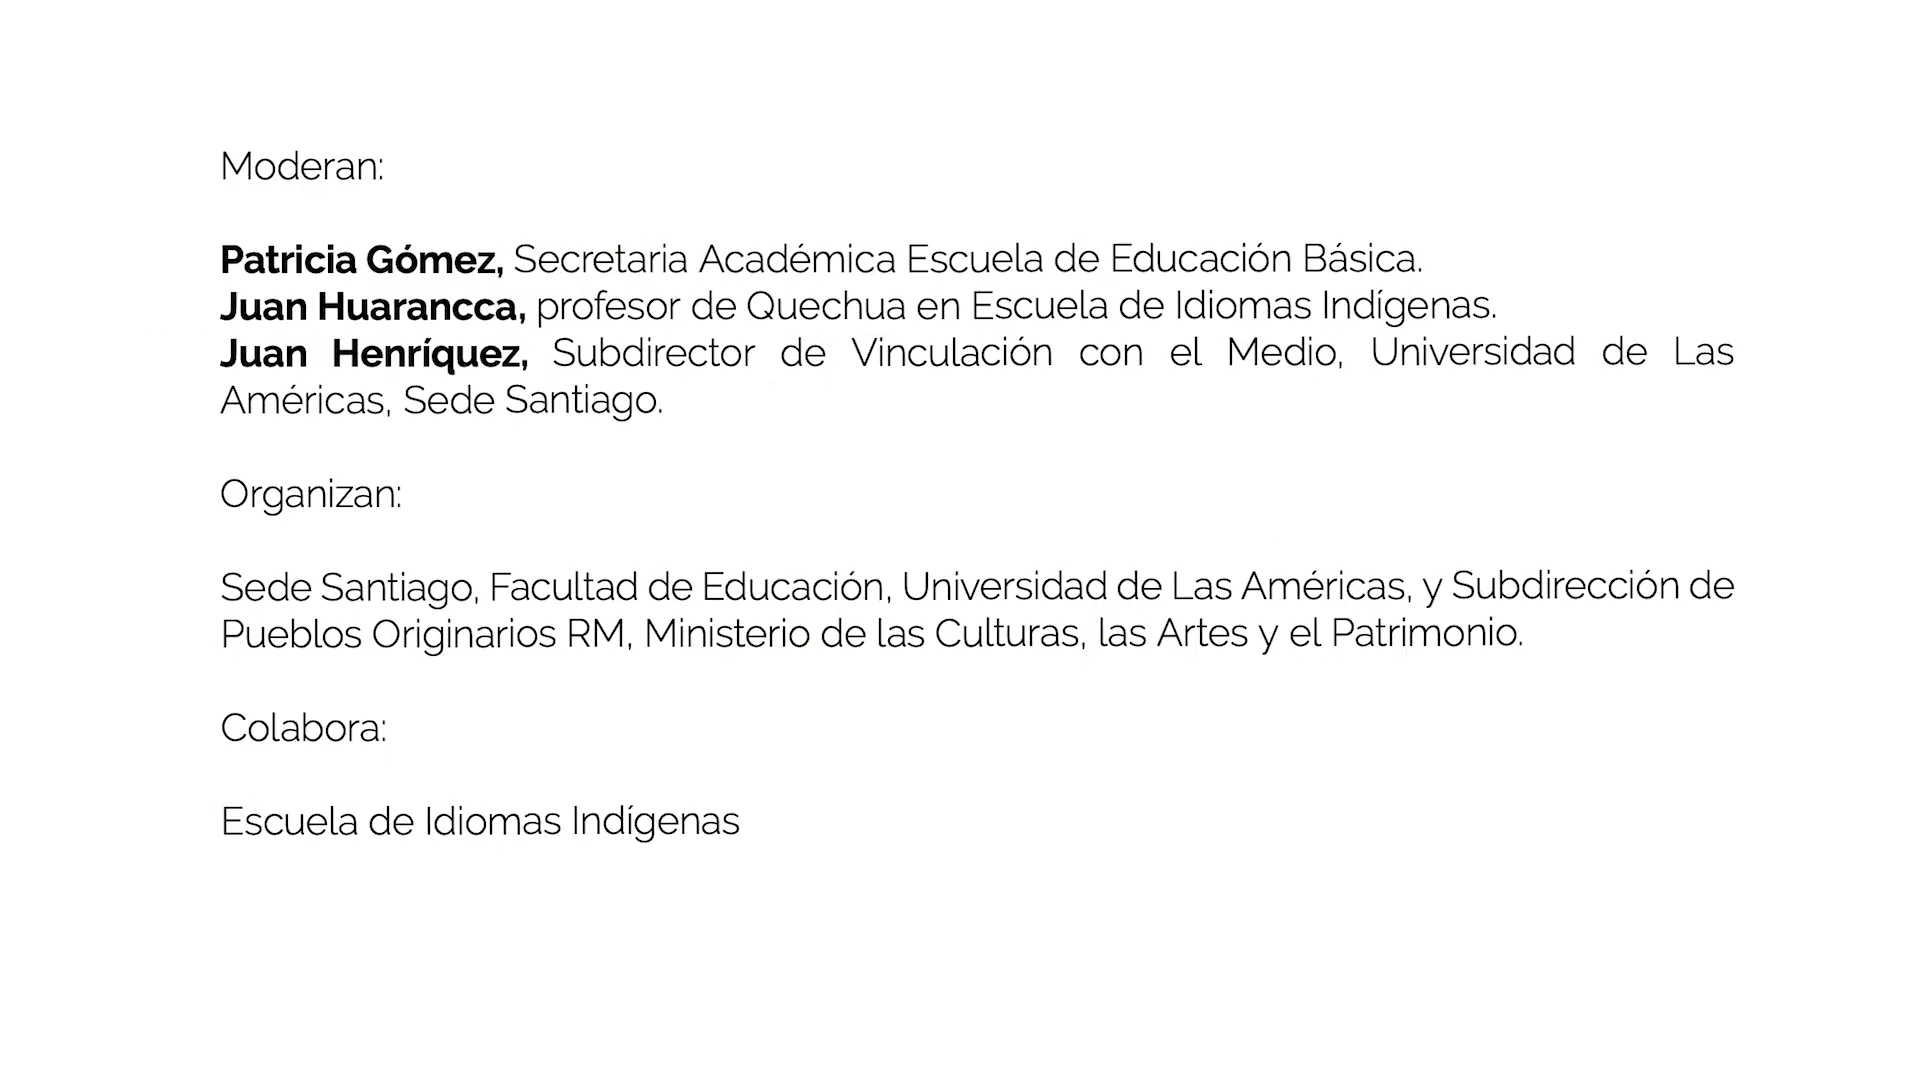 Moderan:
Patricia Gómez, Secretaria Académica Escuela de Educación Básica.
Juan Huarancca, profesor de Quechua en Escuela de Idiomas Indígenas.
Juan Henríquez, Subdirector de Vinculación con el Medio, Universidad de Las
Américas, Sede Santiago.
Organizan:
Sede Santiago, Facultad de Educación, Universidad de Las Américas, y Subdirección de
Pueblos Originarios RM, Ministerio de las Culturas, las Artes y el Patrimonio.
Colabora:
Escuela de Idiomas Indígenas